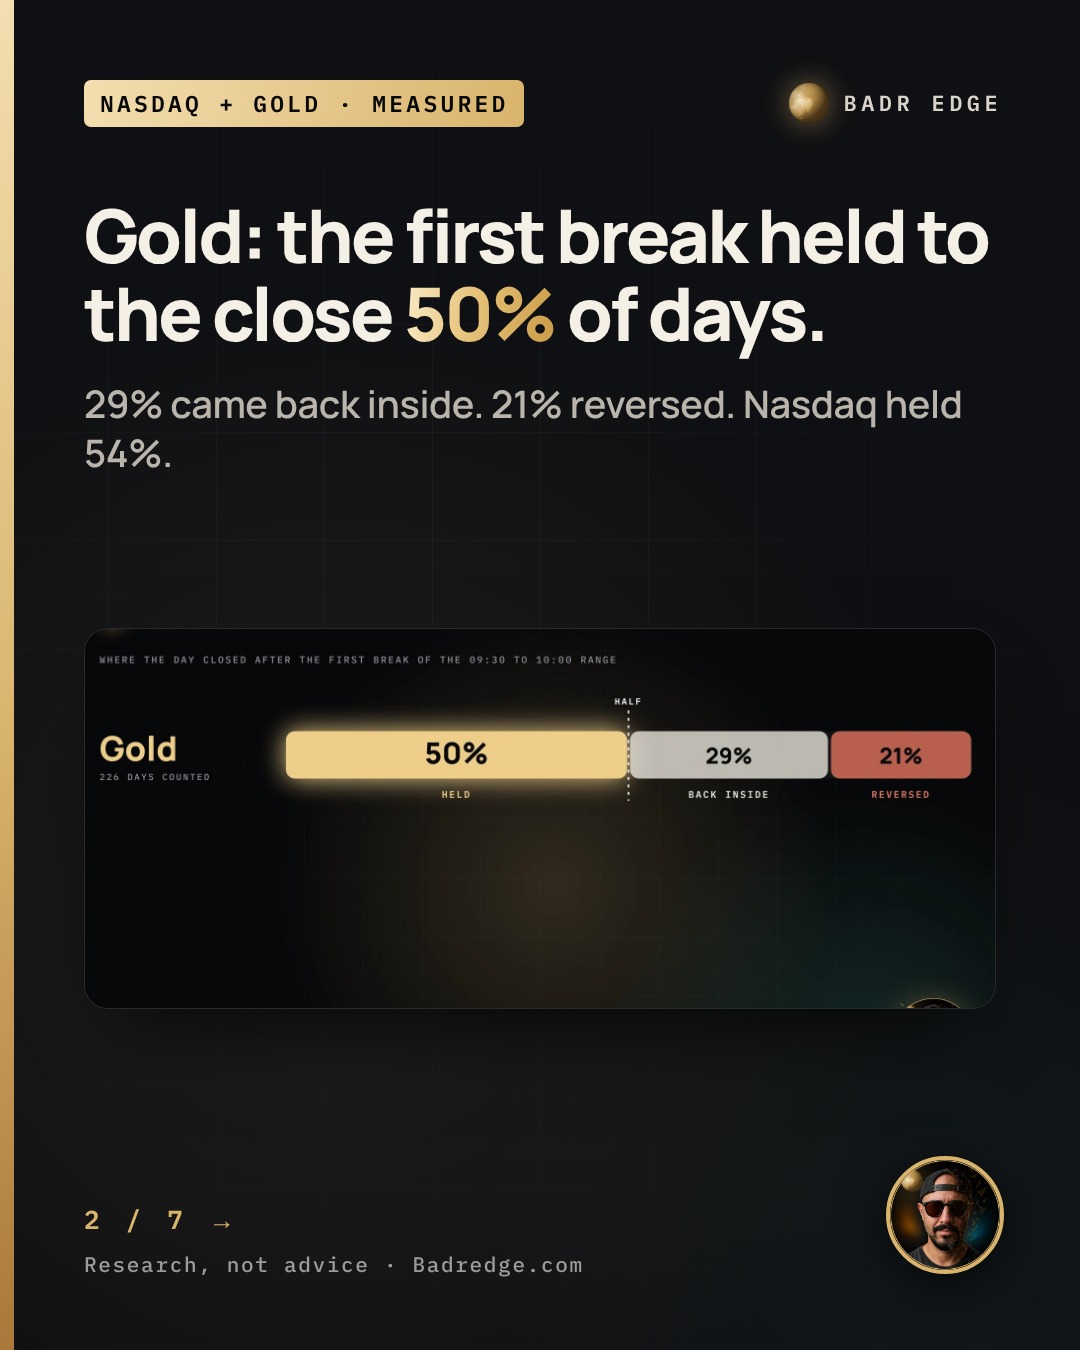 NASDAQ + GOLD · MEASURED
BADR EDGE
Gold: the first break held to
the close 50% of days.
29% came back inside. 21% reversed. Nasdaq held
54%.
WHERE THE DAY CLOSED AFTER THE FIRST BREAK OF THE 09:30 TO 10:00 RANGE
HALF
Gold
226 DAYS COUNTED
50%
29%
21%
HELD
BACK INSIDE
REVERSED
2 / 7 →
Research, not advice · Badredge.com